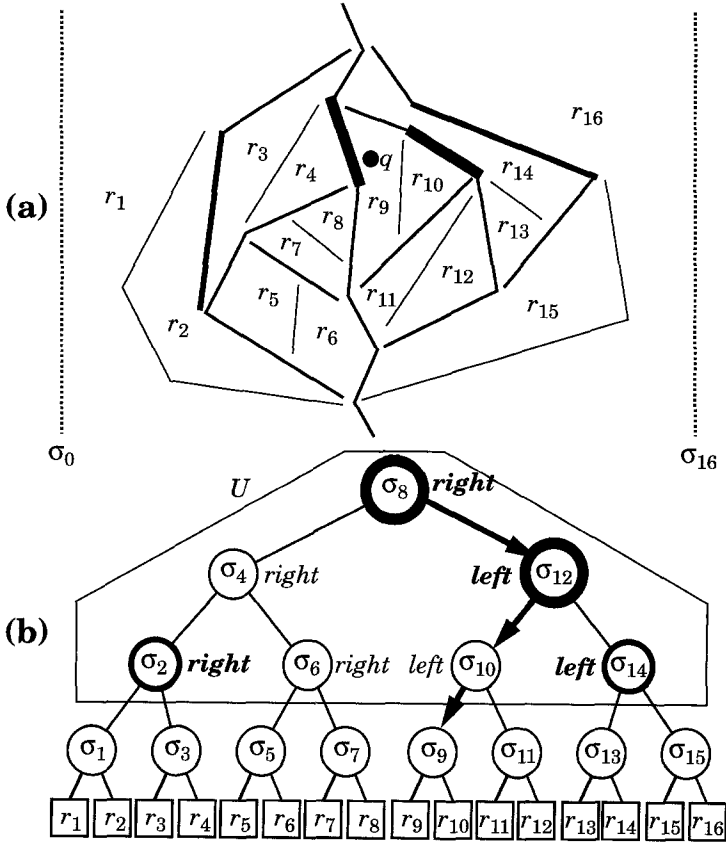 (a)
r16
r3
r4
q
r14
r1
r10
r8
r9
r7
r13
r12
r5
r11
r15
r2
r6
σ0
σ16
(b)
U
σ8 right
σ4 right
left σ12
σ2 right
σ6 right
left σ10
left σ14
σ1 σ3 σ5 σ7 σ9 σ11 σ13 σ15
r1 r2 r3 r4 r5 r6 r7 r8 r9 r10 r11 r12 r13 r14 r15 r16